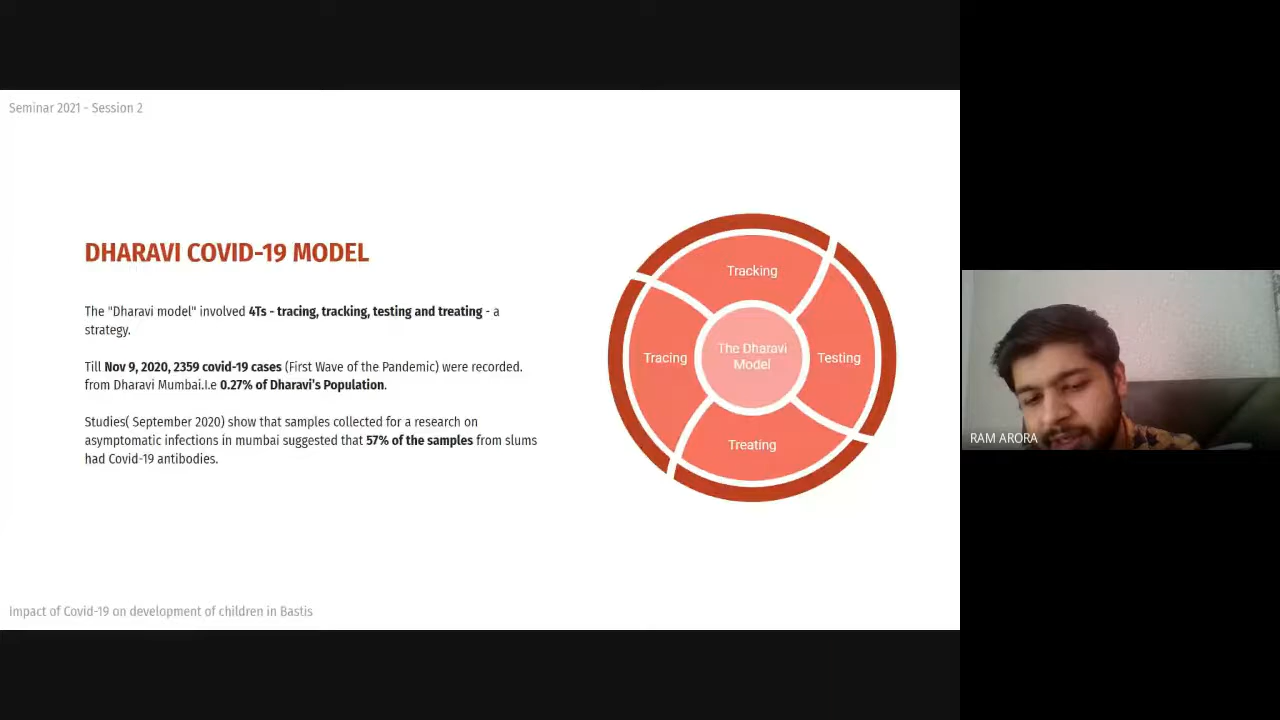 Seminar 2021 - Session 2
DHARAVI COVID-19 MODEL
The "Dharavi model" involved 4Ts - tracing, tracking, testing and treating - a
strategy.
Till Nov 9, 2020, 2359 covid-19 cases (First Wave of the Pandemic) were recorded.
from Dharavi Mumbai.I.e 0.27% of Dharavi's Population.
Studies( September 2020) show that samples collected for a research on
asymptomatic infections in mumbai suggested that 57% of the samples from slums
had Covid-19 antibodies.
Tracking
Tracing
The Dharavi
Model
Testing
Treating
Impact of Covid-19 on development of children in Bastis
RAM ARORA